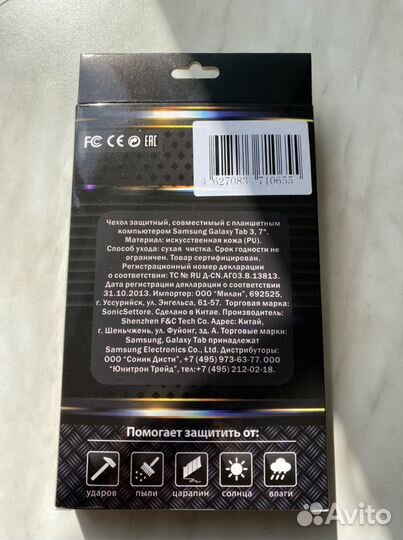 FC CE EAC
4 627083 710655
Чехол защитный, совместимый с планшетным
компьютером Samsung Galaxy Tab 3, 7".
Материал: искусственная кожа (PU).
Способ ухода: сухая чистка. Срок годности не
ограничен. Товар сертифицирован.
Регистрационный номер декларации
о соответствии: ТС № RU Д-CN.АГ03.В.13813.
Дата регистрации декларации о соответствии
31.10.2013. Импортер: ООО "Милан", 692525,
г. Уссурийск, ул. Энгельса, 61-57. Торговая марка:
SonicSettore. Сделано в Китае. Производитель:
Shenzhen F&C Tech Co. Адрес: Китай,
г. Шеньчжень, ул. Фуйонг, зд. А. Торговые марки:
Samsung, Galaxy Tab принадлежат
Samsung Electronics Co., Ltd. Дистрибуторы:
ООО "Соник Дисти", +7 (495) 973-63-77. ООО
"Юнитрон Трейд", тел:+7 (495) 212-02-18.
Помогает защитить от:
ударов пыли царапин солнца влаги
Avito